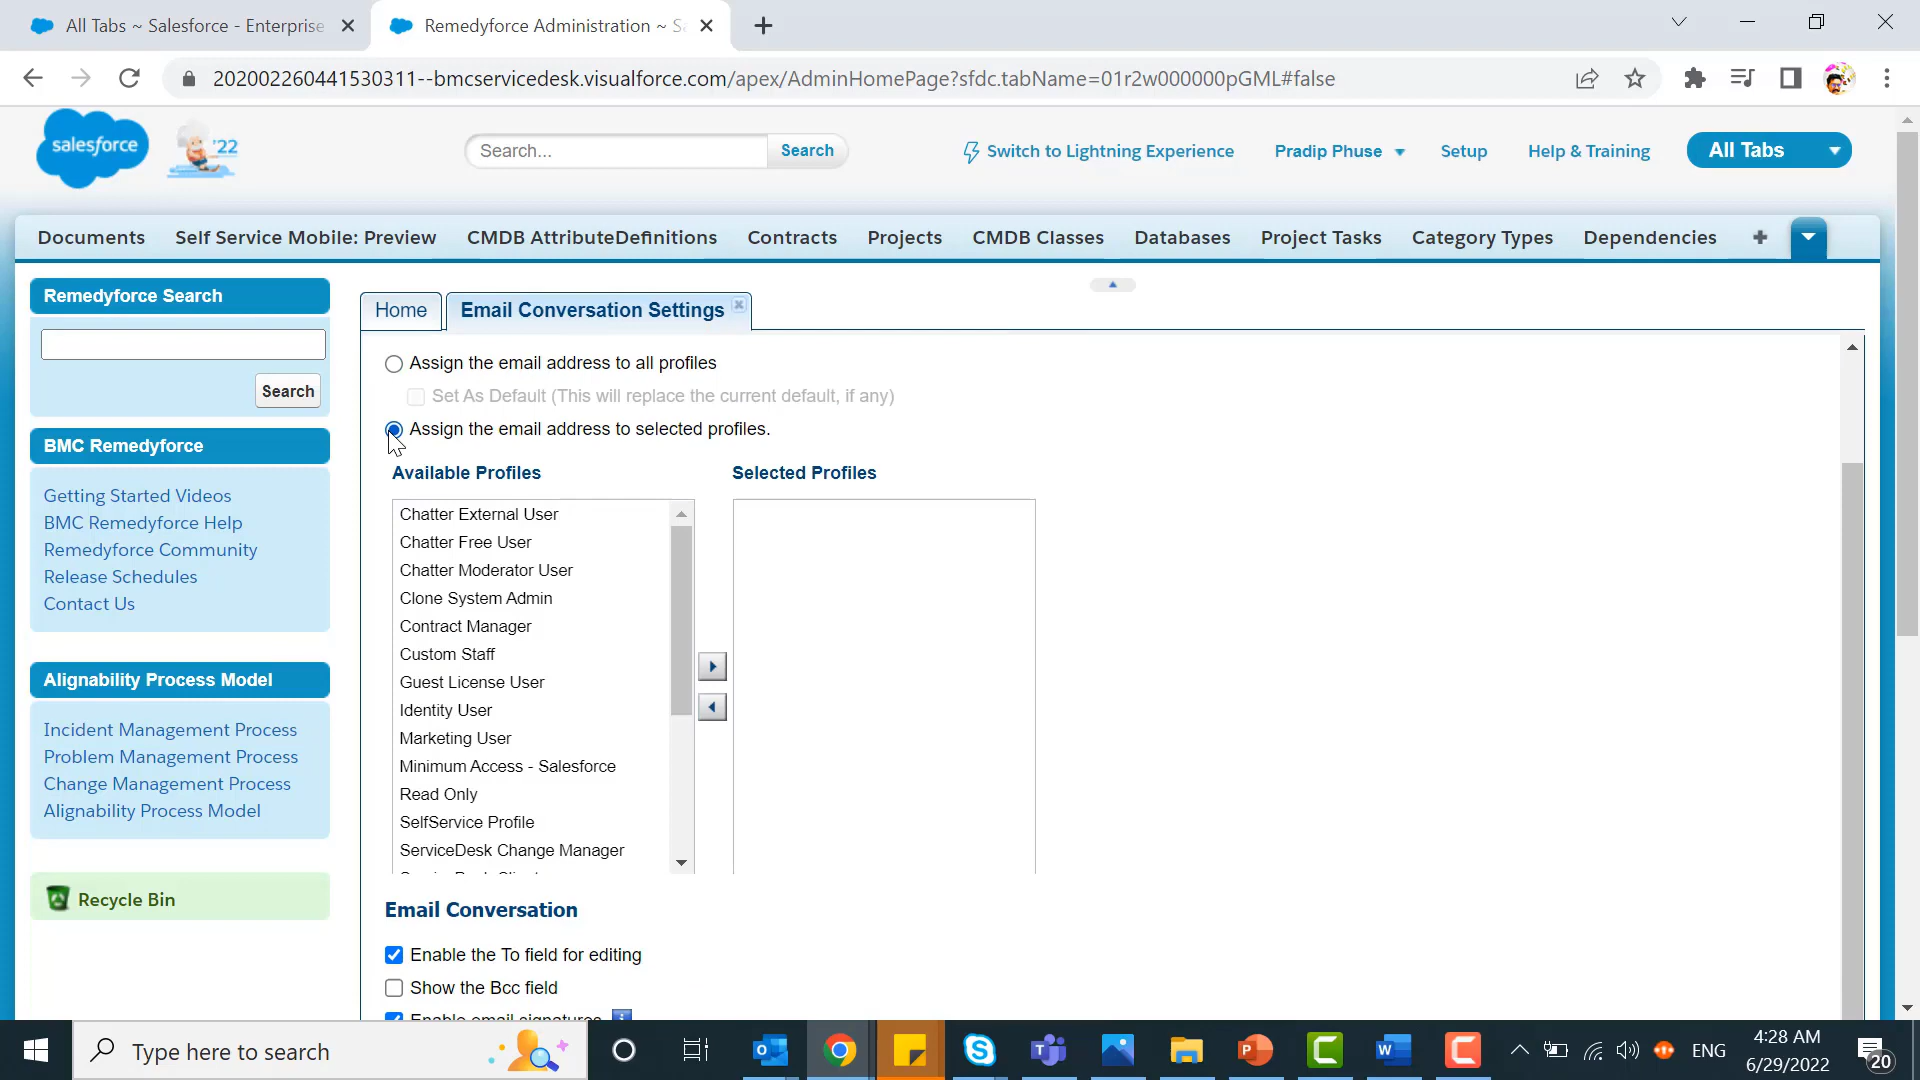 All Tabs ~ Salesforce - Enterprise
Remedyforce Administration ~ Sa
202002260441530311--bmcservicedesk.visualforce.com/apex/AdminHomePage?sfdc.tabName=01r2w000000pGML#false
salesforce
'22
Search...
Search
Switch to Lightning Experience
Pradip Phuse
Setup
Help & Training
All Tabs
Documents
Self Service Mobile: Preview
CMDB AttributeDefinitions
Contracts
Projects
CMDB Classes
Databases
Project Tasks
Category Types
Dependencies
Remedyforce Search
Search
BMC Remedyforce
Getting Started Videos
BMC Remedyforce Help
Remedyforce Community
Release Schedules
Contact Us
Alignability Process Model
Incident Management Process
Problem Management Process
Change Management Process
Alignability Process Model
Recycle Bin
Home
Email Conversation Settings
Assign the email address to all profiles
Set As Default (This will replace the current default, if any)
Assign the email address to selected profiles.
Available Profiles
Selected Profiles
Chatter External User
Chatter Free User
Chatter Moderator User
Clone System Admin
Contract Manager
Custom Staff
Guest License User
Identity User
Marketing User
Minimum Access - Salesforce
Read Only
SelfService Profile
ServiceDesk Change Manager
Email Conversation
Enable the To field for editing
Show the Bcc field
Enable email signatures
Type here to search
ENG
4:28 AM
6/29/2022
20